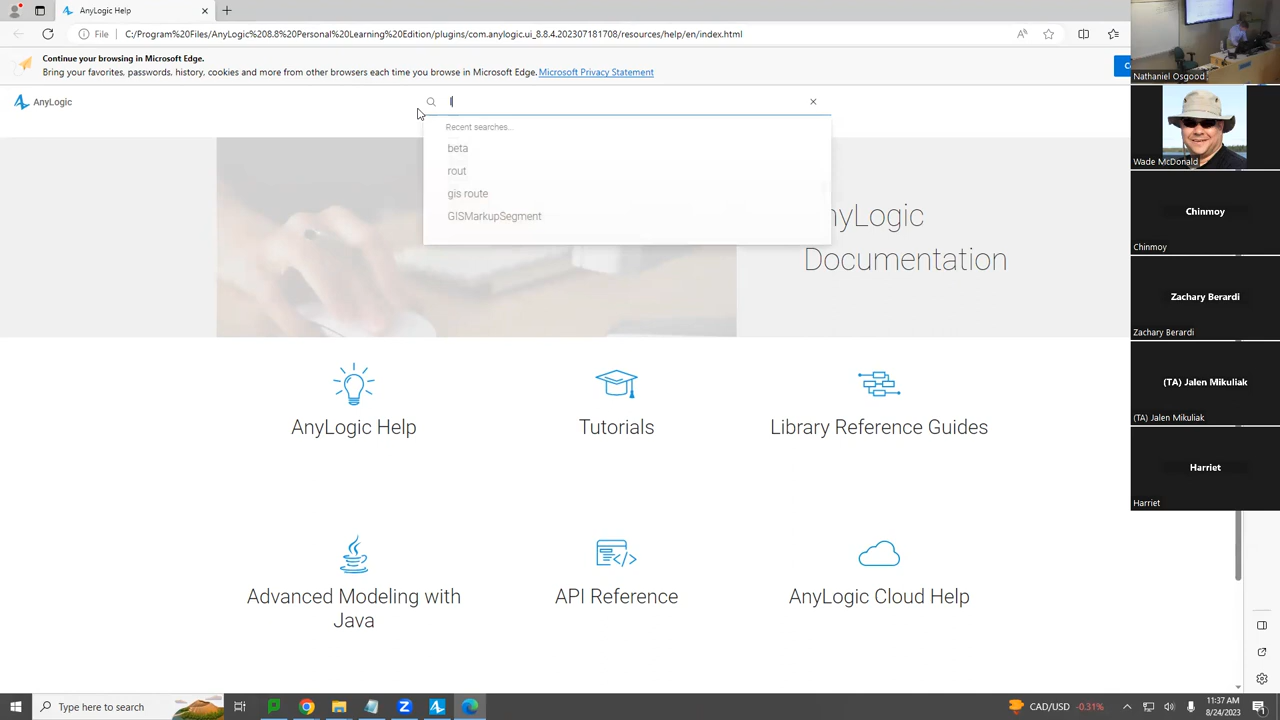 AnyLogic Help
File
C:/Program%20Files/AnyLogic%208.8%20Personal%20Learning%20Edition/plugins/com.anylogic.ui_8.8.4.202307181708/resources/help/en/index.html
Continue your browsing in Microsoft Edge.
Bring your favorites, passwords, history, cookies and more from other browsers each time you browse in Microsoft Edge. Microsoft Privacy Statement
AnyLogic
Recent searches...
beta
rout
gis route
GISMarkupSegment
nyLogic
Documentation
AnyLogic Help
Tutorials
Library Reference Guides
Advanced Modeling with
Java
API Reference
AnyLogic Cloud Help
Nathaniel Osgood
Wade McDonald
Chinmoy
Chinmoy
Zachary Berardi
Zachary Berardi
(TA) Jalen Mikuliak
(TA) Jalen Mikuliak
Harriet
Harriet
Type here to search
CAD/USD -0.31%
11:37 AM
8/24/2023